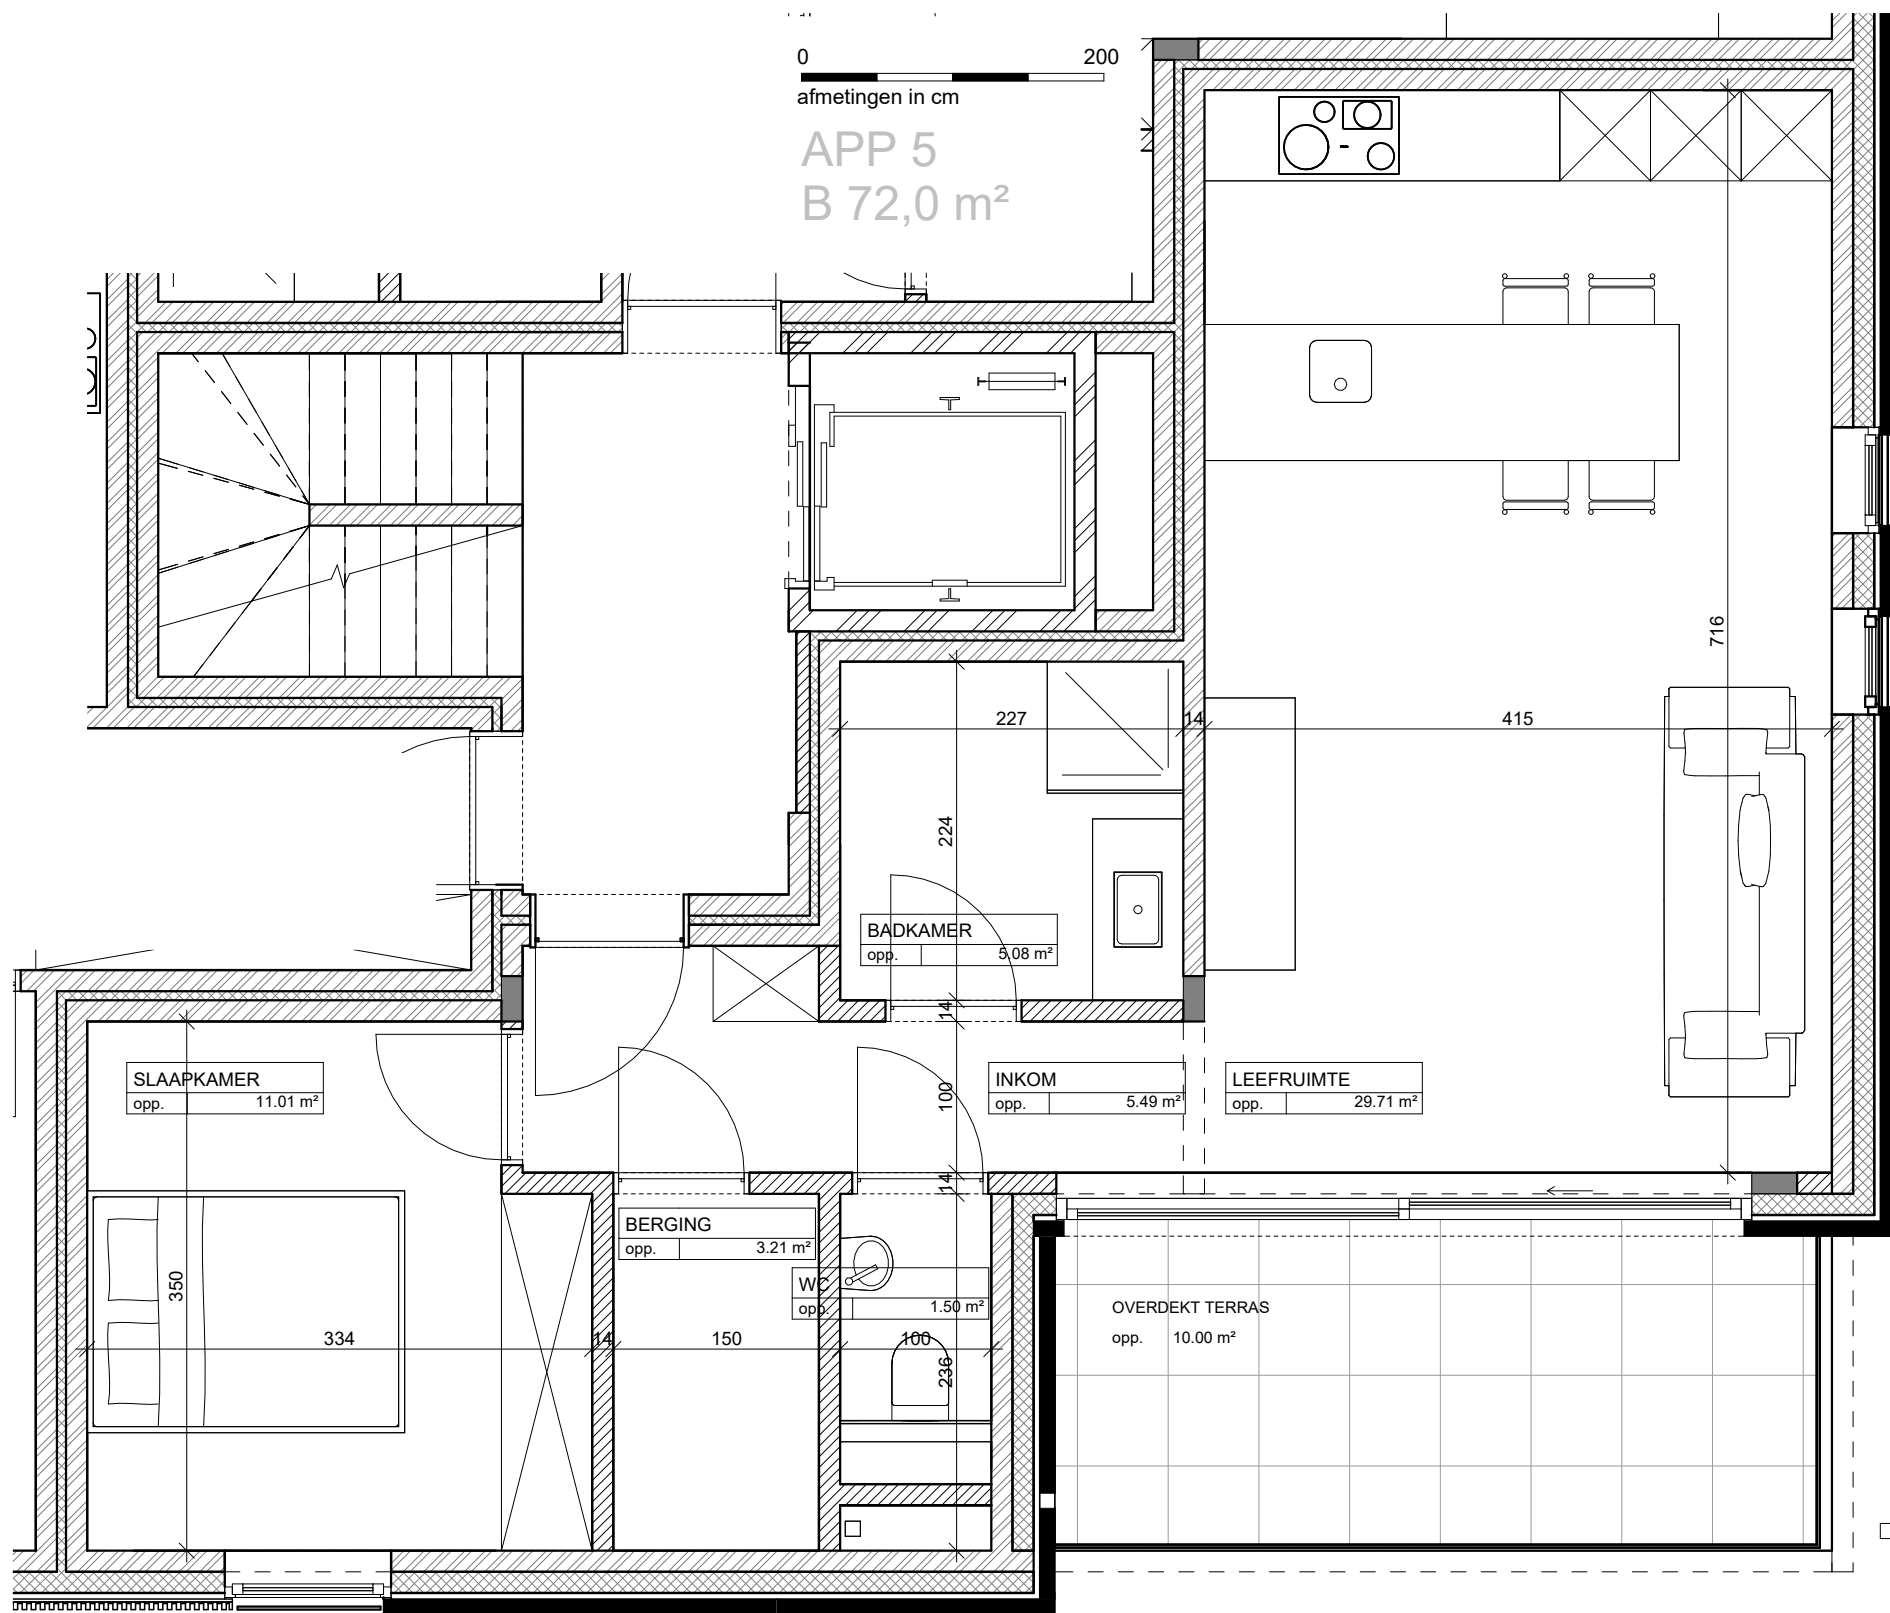 0 200
afmetingen in cm
APP 5
B 72,0 m²
716
227 14 415
224
BADKAMER
opp. 5.08 m²
14
SLAAPKAMER
opp. 11.01 m²
100
INKOM
opp. 5.49 m²
LEEFRUIMTE
opp. 29.71 m²
14
BERGING
opp. 3.21 m²
WC
opp. 1.50 m²
350
OVERDEKT TERRAS
opp. 10.00 m²
334 14 150 100
236